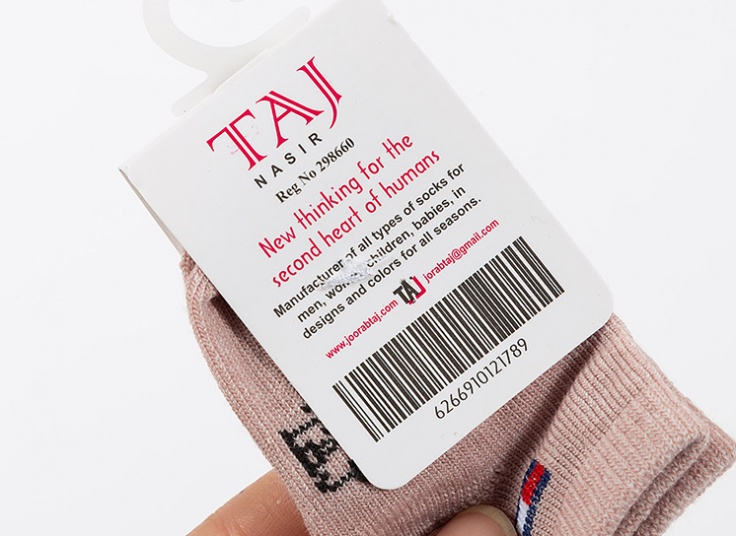 TAJ
NASIR
Reg No 298660
New thinking for the
second heart of humans
Manufacturer of all types of socks for
men, children, babies, in
designs and colors for all seasons.
www.joorabtaj.com TAJ jorabtaj@gmail.com
6266910121789